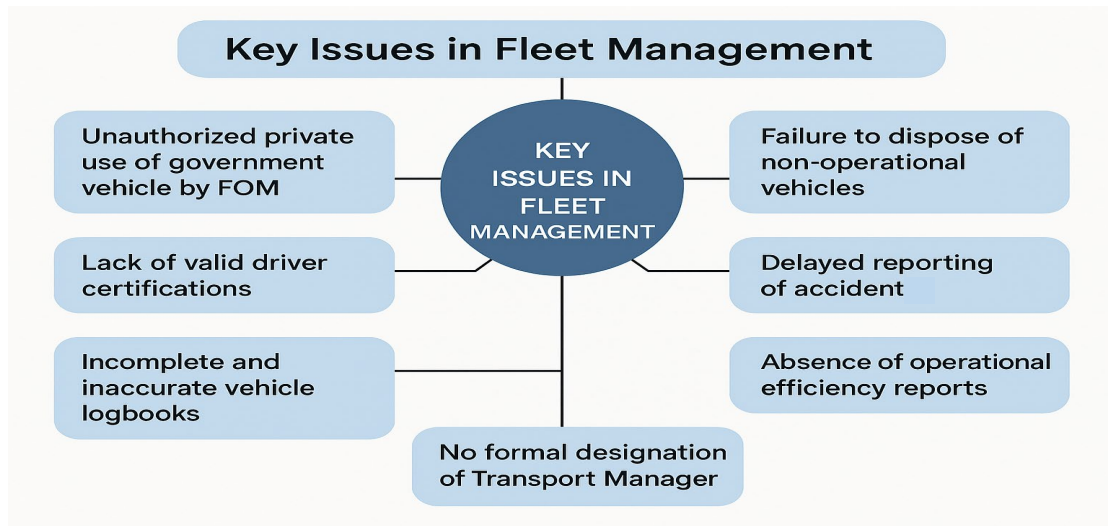 Key Issues in Fleet Management
KEY
ISSUES IN
FLEET
MANAGEMENT
Unauthorized private
use of government
vehicle by FOM
Lack of valid driver
certifications
Incomplete and
inaccurate vehicle
logbooks
Failure to dispose of
non-operational
vehicles
Delayed reporting
of accident
Absence of operational
efficiency reports
No formal designation
of Transport Manager